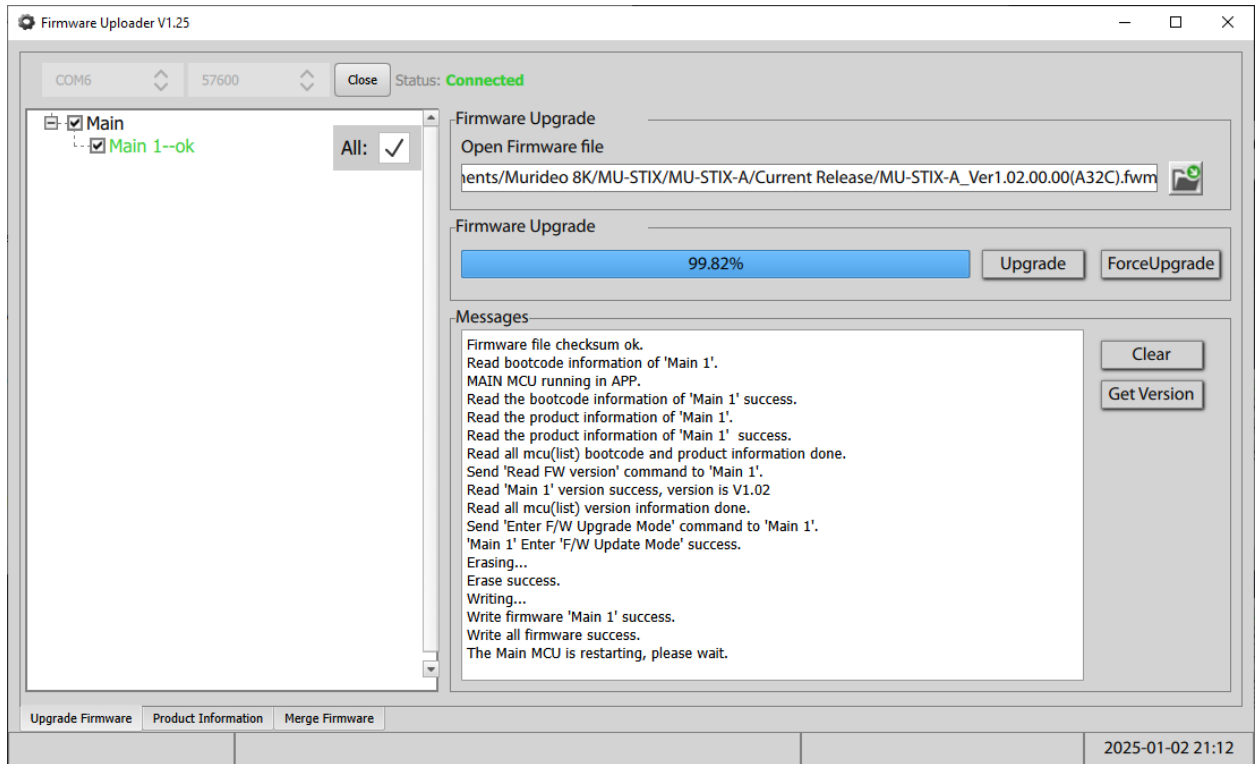 Firmware Uploader V1.25
COM6 57600 Close Status: Connected
Main
Main 1--ok
All:
Firmware Upgrade
Open Firmware file
nents/Murideo 8K/MU-STIX/MU-STIX-A/Current Release/MU-STIX-A_Ver1.02.00.00(A32C).fwm
Firmware Upgrade
99.82% Upgrade ForceUpgrade
Messages
Firmware file checksum ok.
Read bootcode information of 'Main 1'.
MAIN MCU running in APP.
Read the bootcode information of 'Main 1' success.
Read the product information of 'Main 1'.
Read the product information of 'Main 1'  success.
Read all mcu(list) bootcode and product information done.
Send 'Read FW version' command to 'Main 1'.
Read 'Main 1' version success, version is V1.02
Read all mcu(list) version information done.
Send 'Enter F/W Upgrade Mode' command to 'Main 1'.
'Main 1' Enter 'F/W Update Mode' success.
Erasing...
Erase success.
Writing...
Write firmware 'Main 1' success.
Write all firmware success.
The Main MCU is restarting, please wait.
Clear
Get Version
Upgrade Firmware Product Information Merge Firmware
2025-01-02 21:12